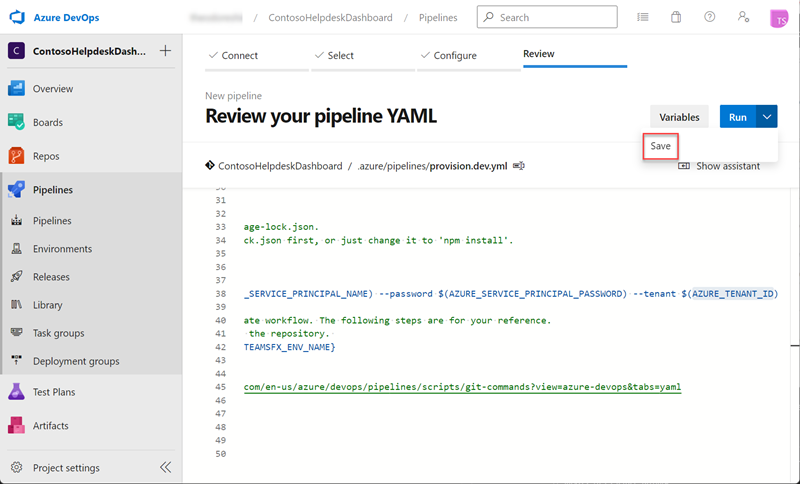 Azure DevOps
/ ContosoHelpdeskDashboard / Pipelines
Search
TS
C ContosoHelpdeskDash... +
Overview
Boards
Repos
Pipelines
Pipelines
Environments
Releases
Library
Task groups
Deployment groups
Test Plans
Artifacts
Project settings
Connect
Select
Configure
Review
New pipeline
Review your pipeline YAML
Variables
Run
Save
ContosoHelpdeskDashboard / .azure/pipelines/provision.dev.yml
Show assistant
30
31
32
33 age-lock.json.
34 ck.json first, or just change it to 'npm install'.
35
36
37
38 _SERVICE_PRINCIPAL_NAME) --password $(AZURE_SERVICE_PRINCIPAL_PASSWORD) --tenant $(AZURE_TENANT_ID)
39
40 ate workflow. The following steps are for your reference.
41 the repository.
42 TEAMSFX_ENV_NAME}
43
44
45 com/en-us/azure/devops/pipelines/scripts/git-commands?view=azure-devops&tabs=yaml
46
47
48
49
50